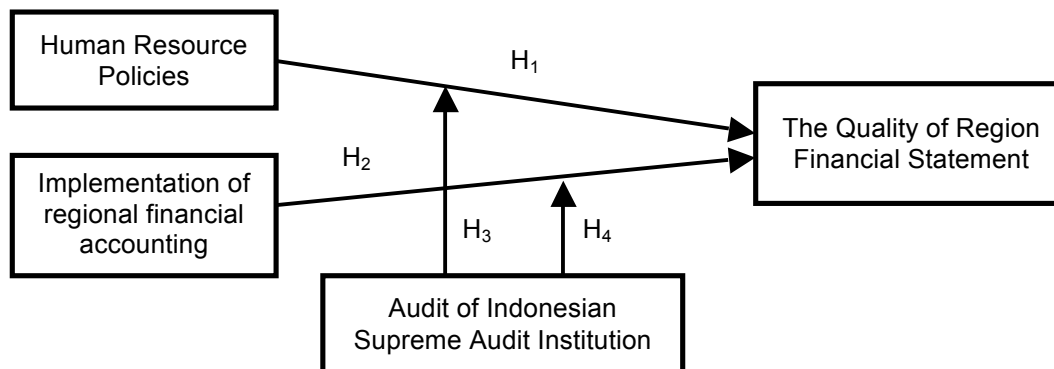 Human Resource
Policies
H₁
The Quality of Region
Financial Statement
H₂
Implementation of
regional financial
accounting
H₃
H₄
Audit of Indonesian
Supreme Audit Institution